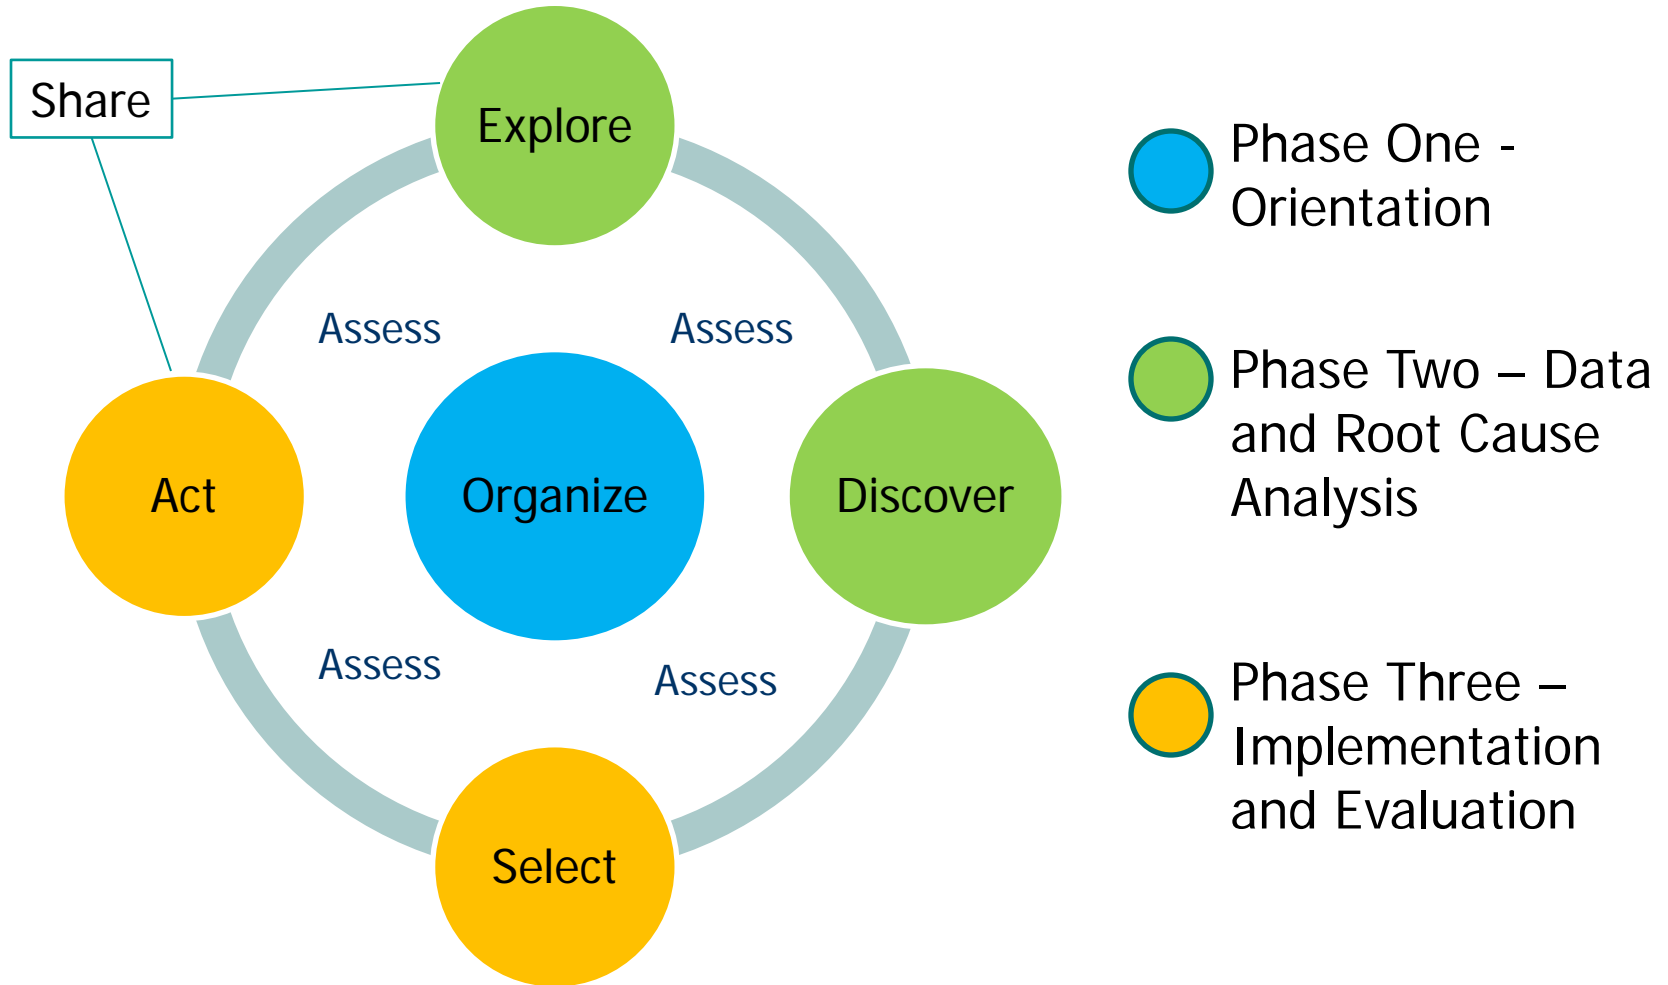 Share
Explore
Assess
Assess
Act
Organize
Discover
Assess
Assess
Select
Phase One -
Orientation
Phase Two – Data
and Root Cause
Analysis
Phase Three –
Implementation
and Evaluation